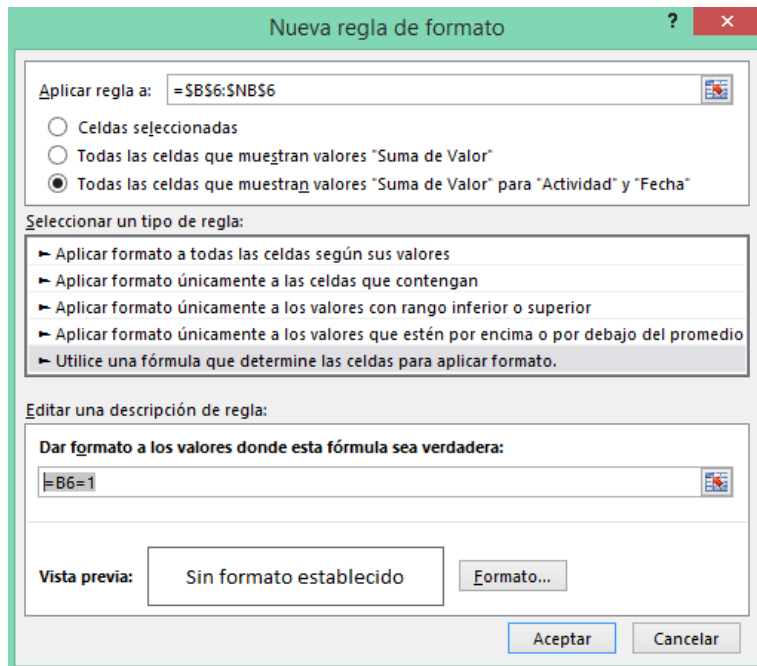 Nueva regla de formato
? ×
Aplicar regla a: =$B$6:$NB$6
Celdas seleccionadas
Todas las celdas que muestran valores "Suma de Valor"
Todas las celdas que muestran valores "Suma de Valor" para "Actividad" y "Fecha"
Seleccionar un tipo de regla:
► Aplicar formato a todas las celdas según sus valores
► Aplicar formato únicamente a las celdas que contengan
► Aplicar formato únicamente a los valores con rango inferior o superior
► Aplicar formato únicamente a los valores que estén por encima o por debajo del promedio
► Utilice una fórmula que determine las celdas para aplicar formato.
Editar una descripción de regla:
Dar formato a los valores donde esta fórmula sea verdadera:
=B6=1
Vista previa: Sin formato establecido Formato...
Aceptar Cancelar